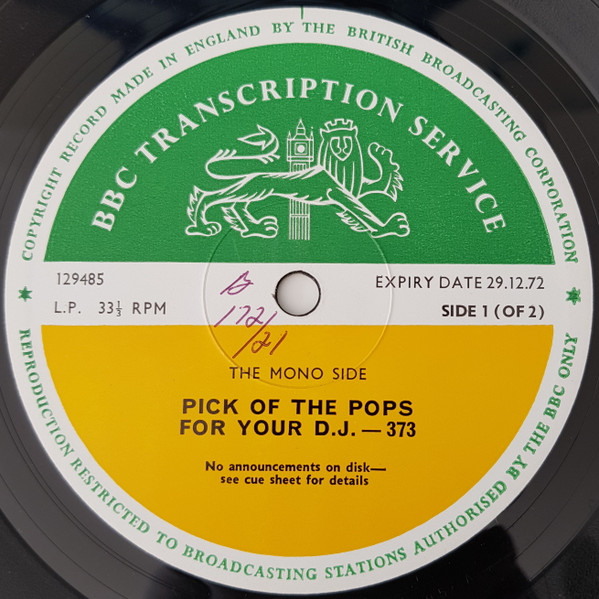 COPYRIGHT RECORD MADE IN ENGLAND BY THE BRITISH BROADCASTING CORPORATION
BBC TRANSCRIPTION SERVICE
129485
EXPIRY DATE 29.12.72
L.P. 33⅓ RPM
SIDE 1 (OF 2)
172/
/21
THE MONO SIDE
PICK OF THE POPS
FOR YOUR D.J. — 373
No announcements on disk—
see cue sheet for details
REPRODUCTION RESTRICTED TO BROADCASTING STATIONS AUTHORISED BY THE BBC ONLY